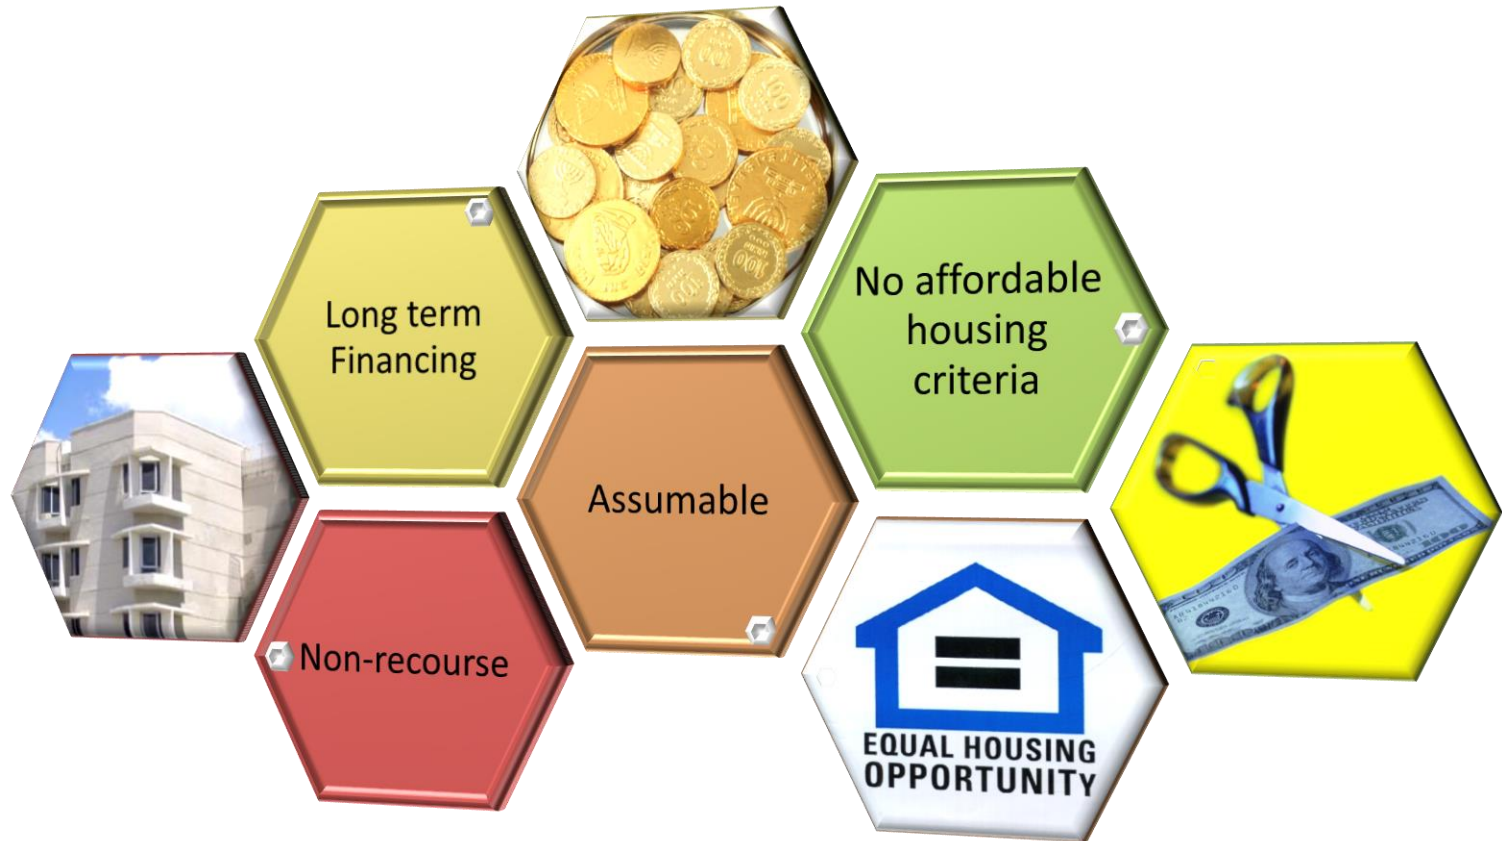 Long term
Financing
No affordable
housing
criteria
Assumable
Non-recourse
EQUAL HOUSING
OPPORTUNITY